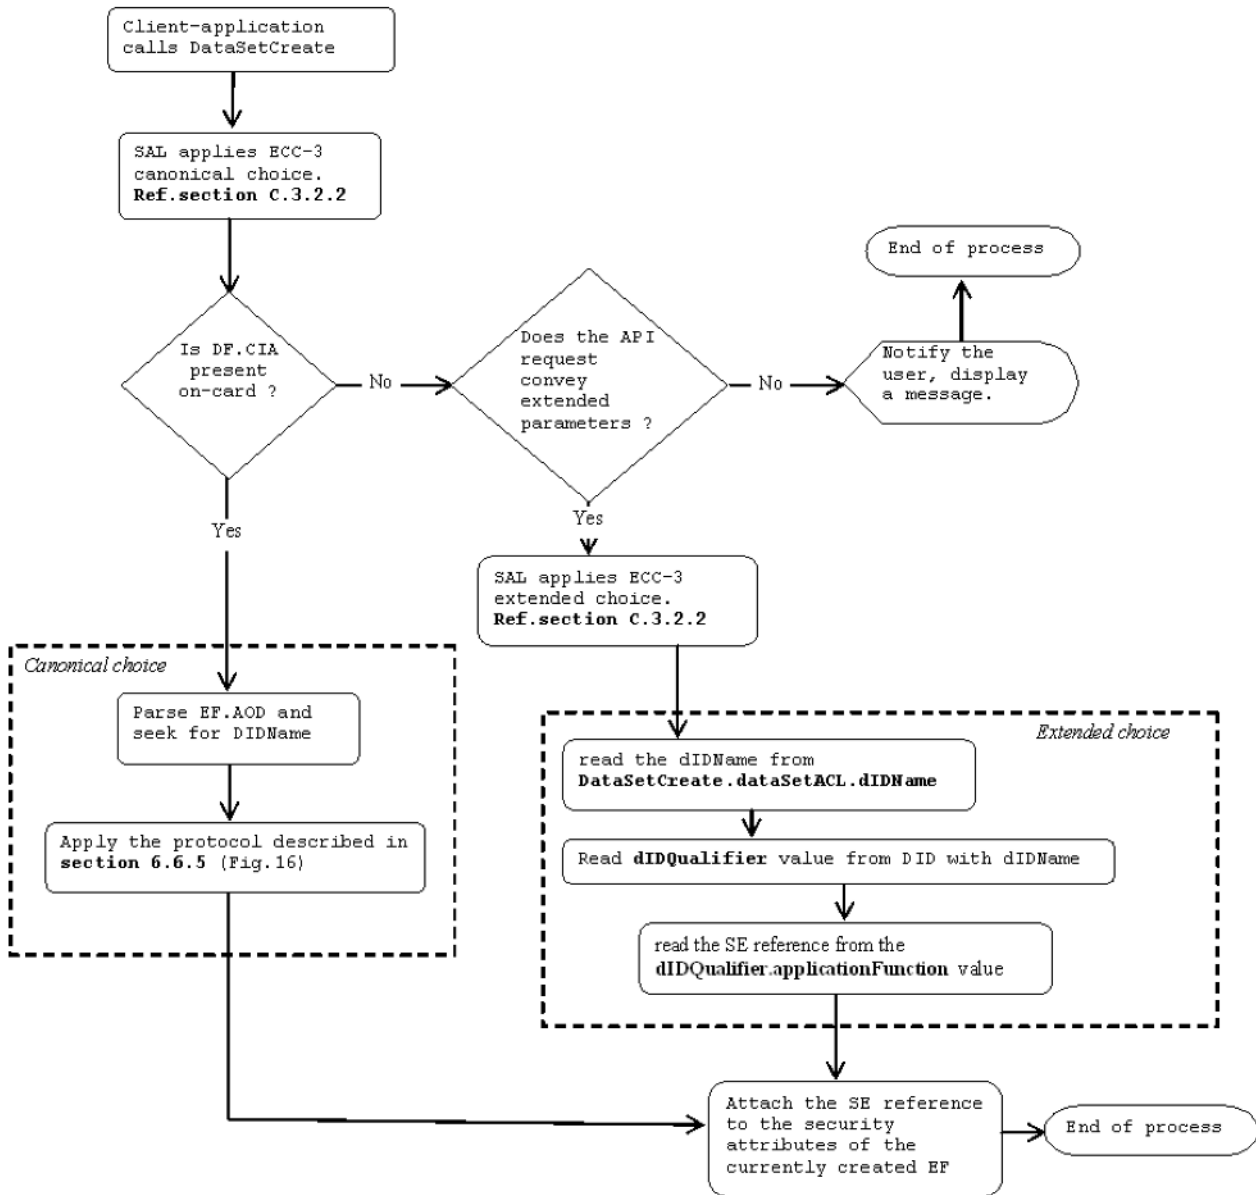 Client-application
calls DataSetCreate
SAL applies ECC-3
canonical choice.
Ref.section C.3.2.2
Is DF.CIA
present
on-card ?
No
Does the API
request
convey
extended
parameters ?
No
Notify the
user, display
a message.
End of process
Yes
Yes
SAL applies ECC-3
extended choice.
Ref.section C.3.2.2
Canonical choice
Parse EF.AOD and
seek for DIDName
Apply the protocol described in
section 6.6.5 (Fig.16)
Extended choice
read the dIDName from
DataSetCreate.dataSetACL.dIDName
Read dIDQualifier value from DID with dIDName
read the SE reference from the
dIDQualifier.applicationFunction value
Attach the SE reference
to the security
attributes of the
currently created EF
End of process